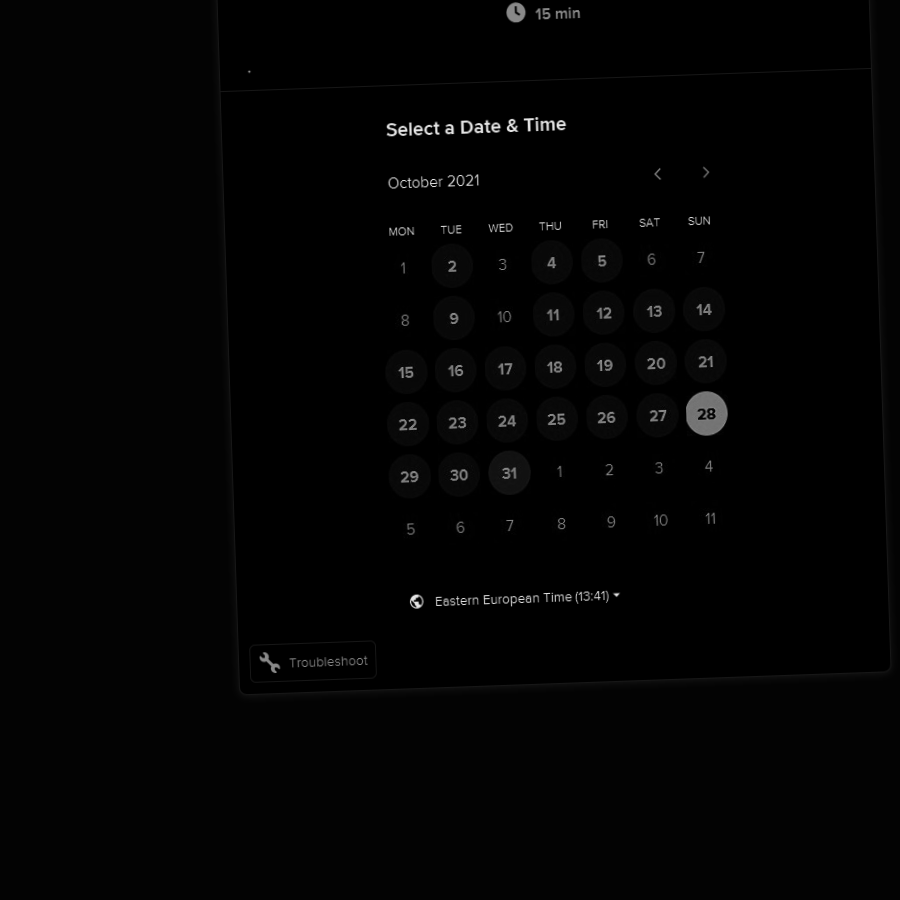 15 min
.
Select a Date & Time
October 2021
MON TUE WED THU FRI SAT SUN
1 2 3 4 5 6 7
8 9 10 11 12 13 14
15 16 17 18 19 20 21
22 23 24 25 26 27 28
29 30 31 1 2 3 4
5 6 7 8 9 10 11
Eastern European Time (13:41)
Troubleshoot